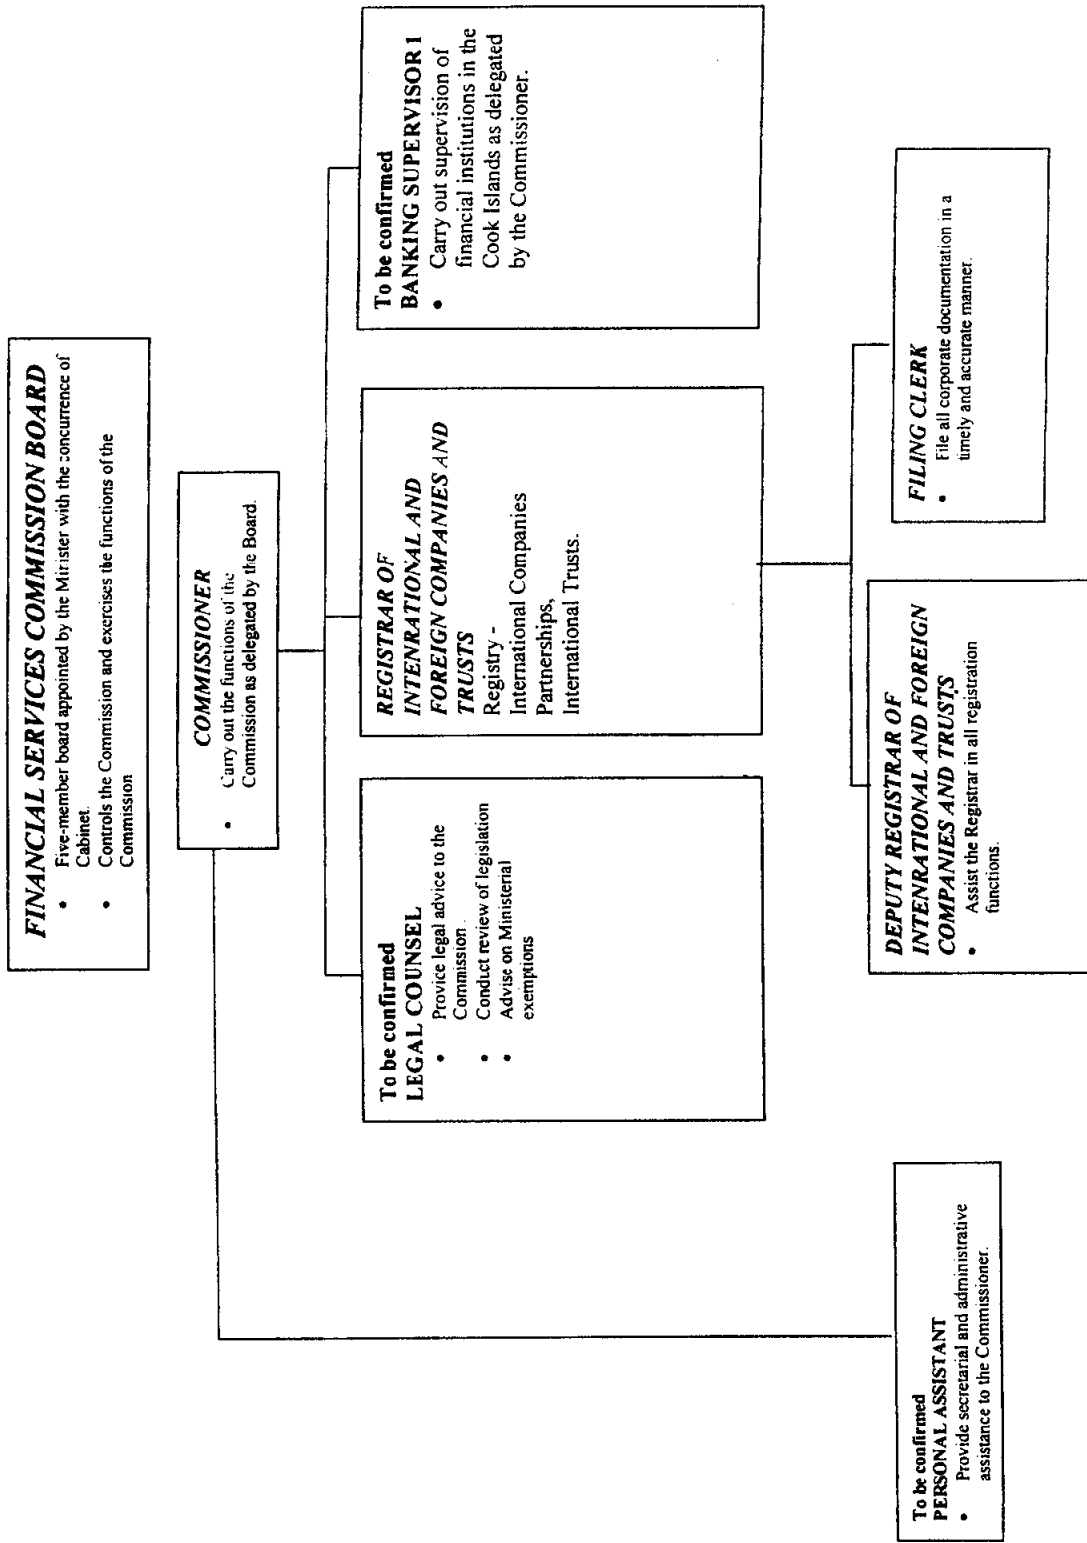 FINANCIAL SERVICES COMMISSION BOARD
• Five-member board appointed by the Minister with the concurrence of
Cabinet.
• Controls the Commission and exercises the functions of the
Commission
COMMISSIONER
• Carry out the functions of the
Commission as delegated by the Board.
To be confirmed
LEGAL COUNSEL
• Provice legal advice to the
Commission
• Conduct review of legislation
• Advise on Ministerial
exemptions
REGISTRAR OF
INTENRATIONAL AND
FOREIGN COMPANIES AND
TRUSTS
Registry -
International Companies
Partnerships,
International Trusts.
To be confirmed
BANKING SUPERVISOR 1
• Carry out supervision of
financial institutions in the
Cook Islands as delegated
by the Commissioner.
To be confirmed
PERSONAL ASSISTANT
• Provide secretarial and administrative
assistance to the Commissioner.
DEPUTY REGISTRAR OF
INTENRATIONAL AND FOREIGN
COMPANIES AND TRUSTS
• Assist the Registrar in all registration
functions.
FILING CLERK
• File all corporate documentation in a
timely and accurate manner.